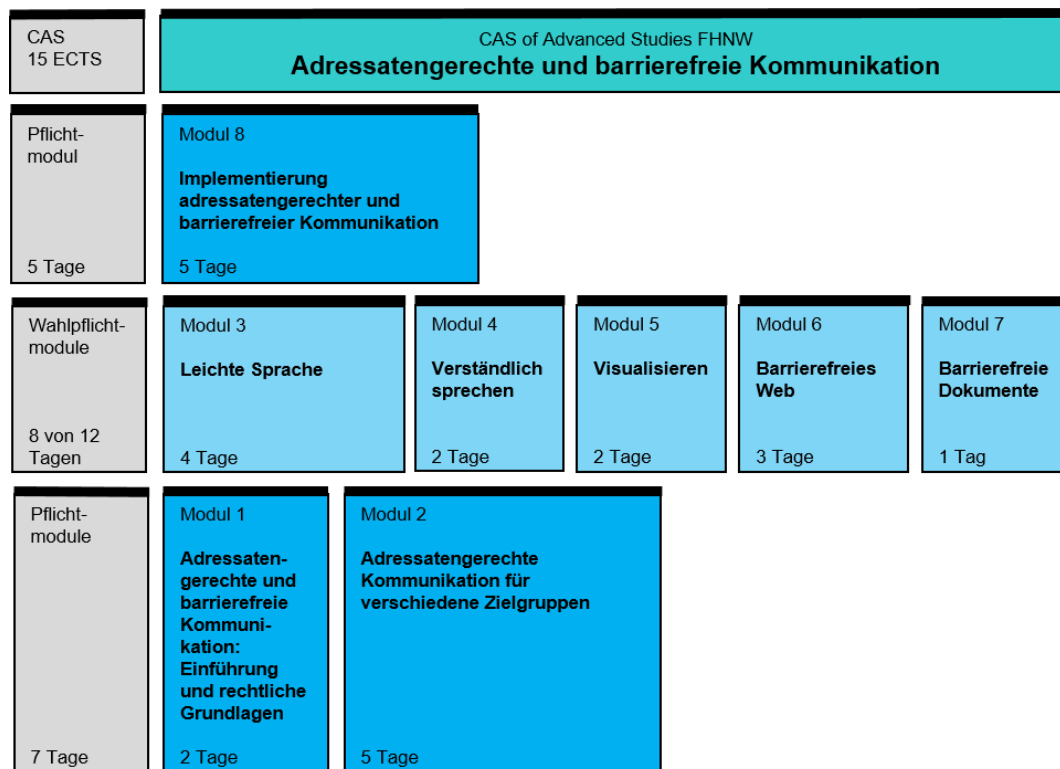 CAS
15 ECTS
CAS of Advanced Studies FHNW
Adressatengerechte und barrierefreie Kommunikation
Pflicht-
modul
5 Tage
Modul 8
Implementierung
adressatengerechter und
barrierefreier Kommunikation
5 Tage
Wahlpflicht-
module
8 von 12
Tagen
Modul 3
Leichte Sprache
4 Tage
Modul 4
Verständlich
sprechen
2 Tage
Modul 5
Visualisieren
2 Tage
Modul 6
Barrierefreies
Web
3 Tage
Modul 7
Barrierefreie
Dokumente
1 Tag
Pflicht-
module
7 Tage
Modul 1
Adressaten-
gerechte und
barrierefreie
Kommuni-
kation:
Einführung
und rechtliche
Grundlagen
2 Tage
Modul 2
Adressatengerechte
Kommunikation für
verschiedene Zielgruppen
5 Tage